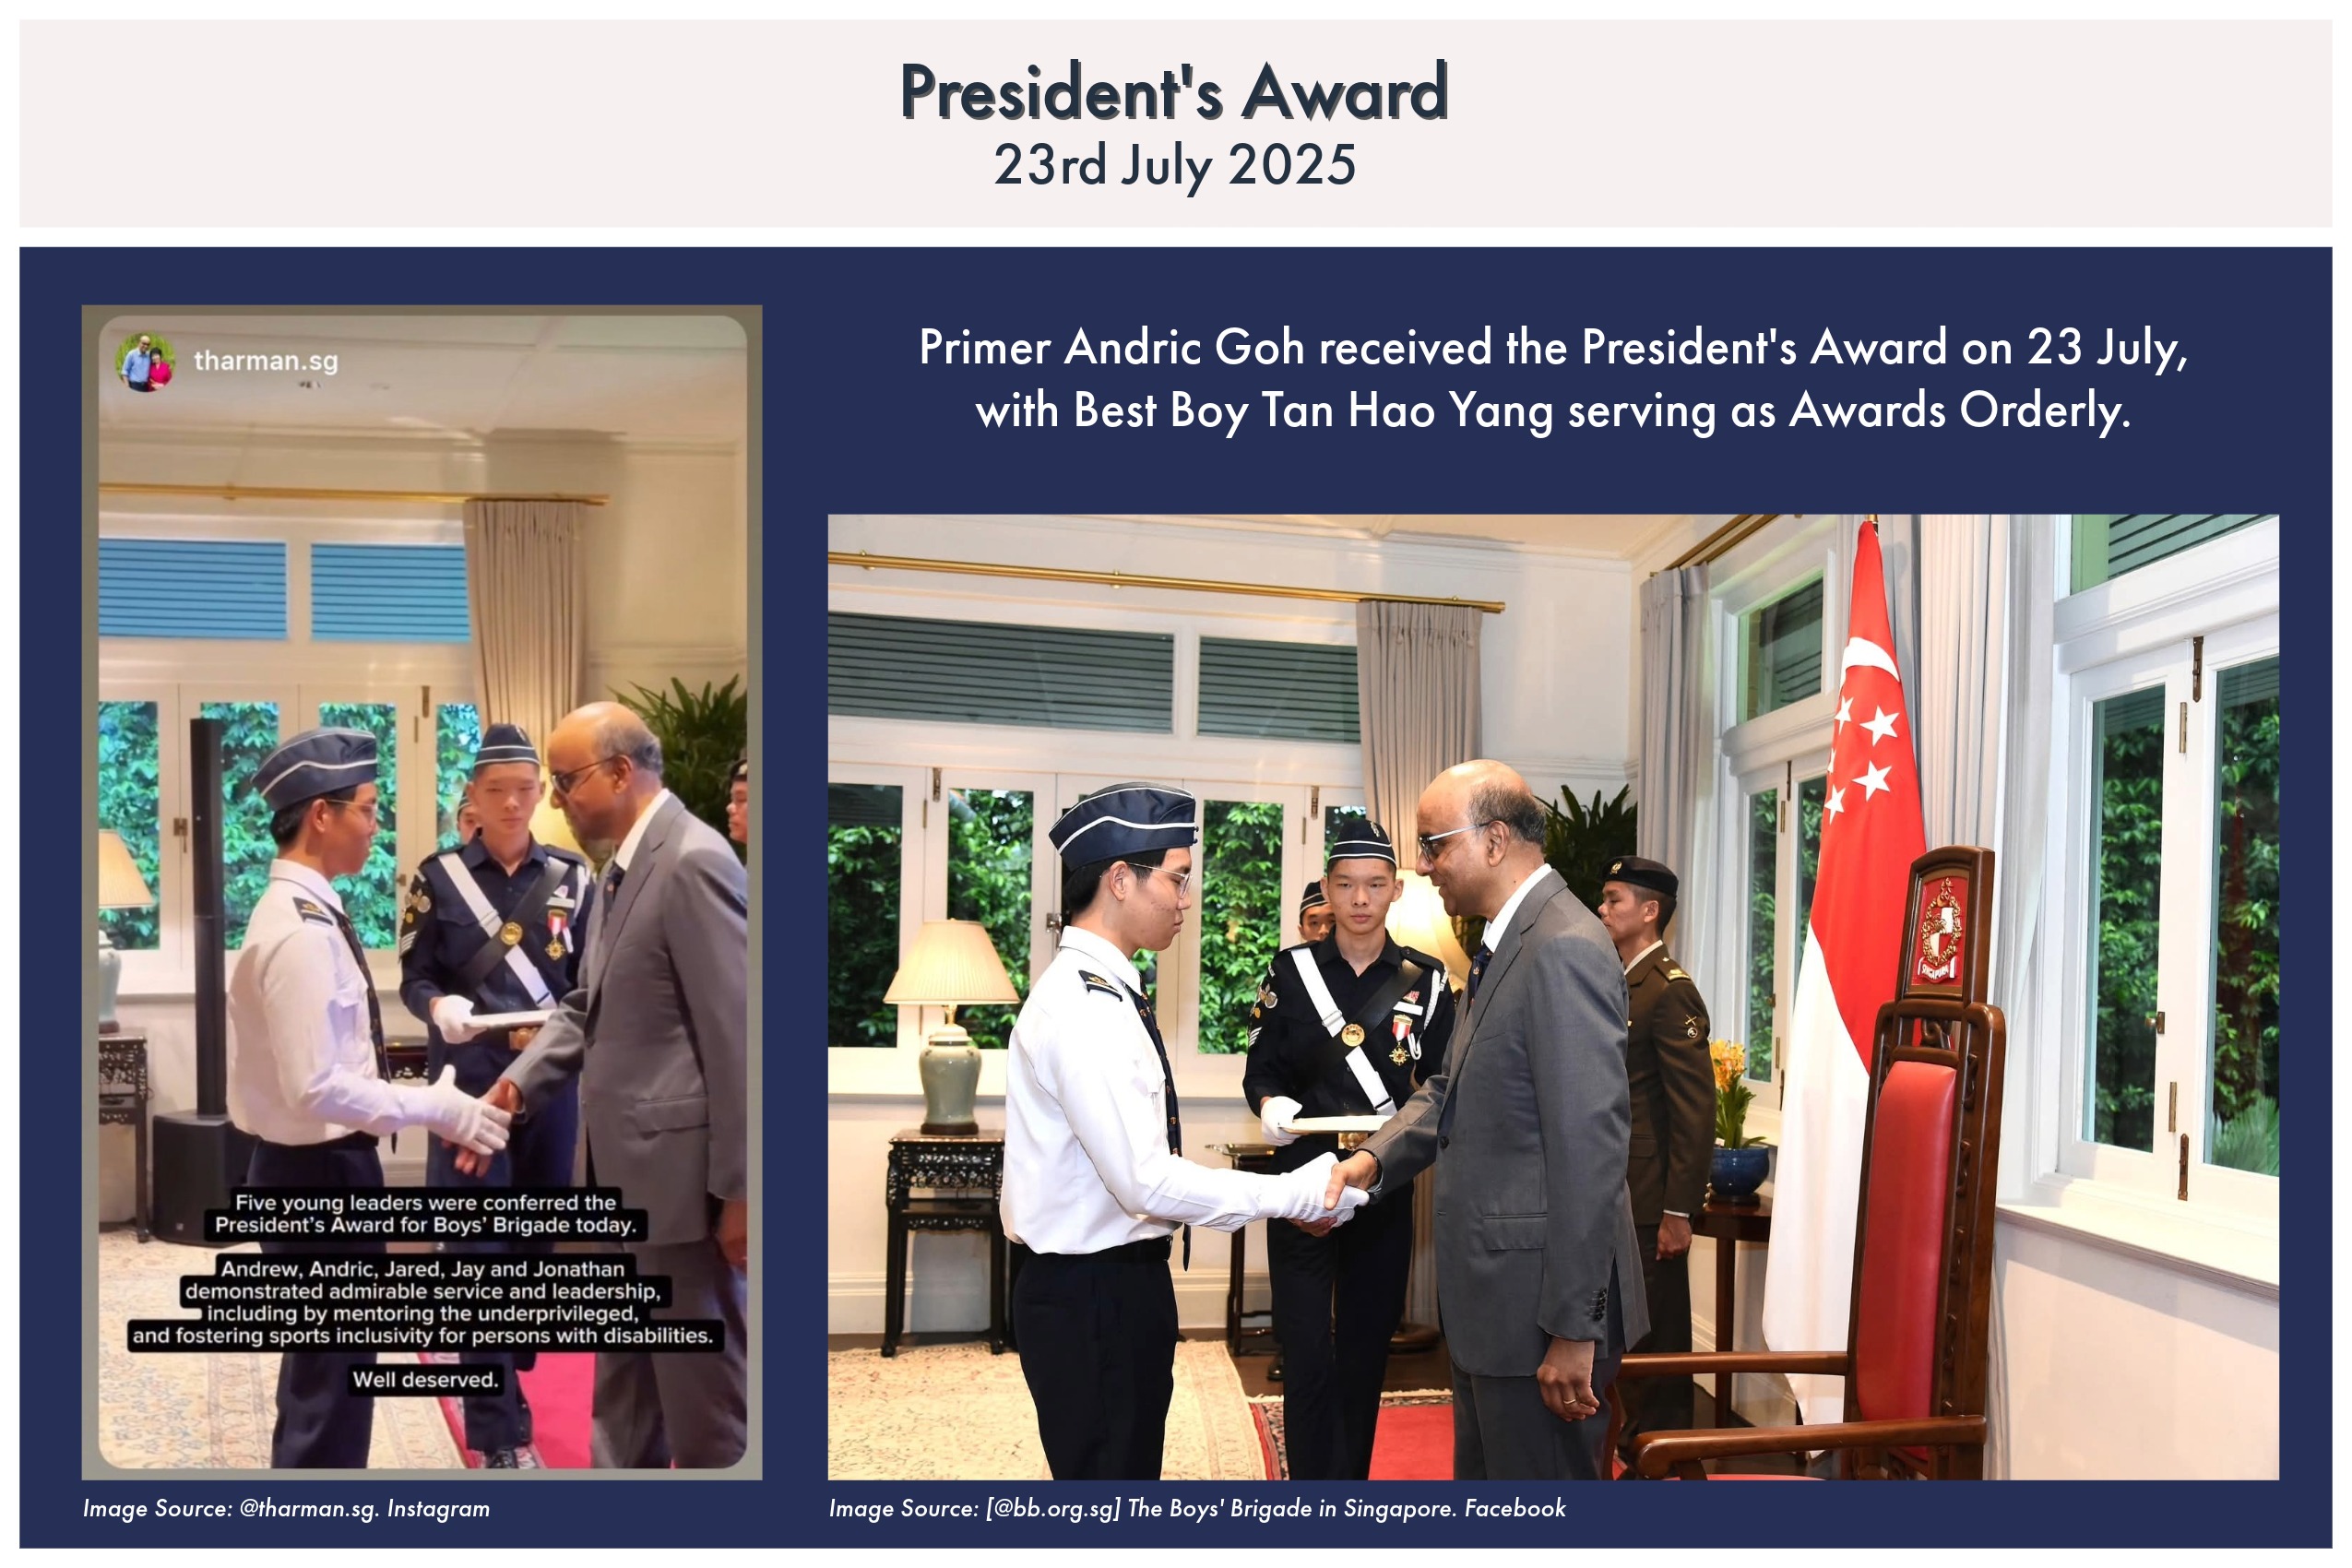 President's Award
23rd July 2025
tharman.sg
Five young leaders were conferred the
President's Award for Boys' Brigade today.
Andrew, Andric, Jared, Jay and Jonathan
demonstrated admirable service and leadership,
including by mentoring the underprivileged,
and fostering sports inclusivity for persons with disabilities.
Well deserved.
Image Source: @tharman.sg. Instagram
Primer Andric Goh received the President's Award on 23 July,
with Best Boy Tan Hao Yang serving as Awards Orderly.
SINGAPURA
Image Source: [@bb.org.sg] The Boys' Brigade in Singapore. Facebook